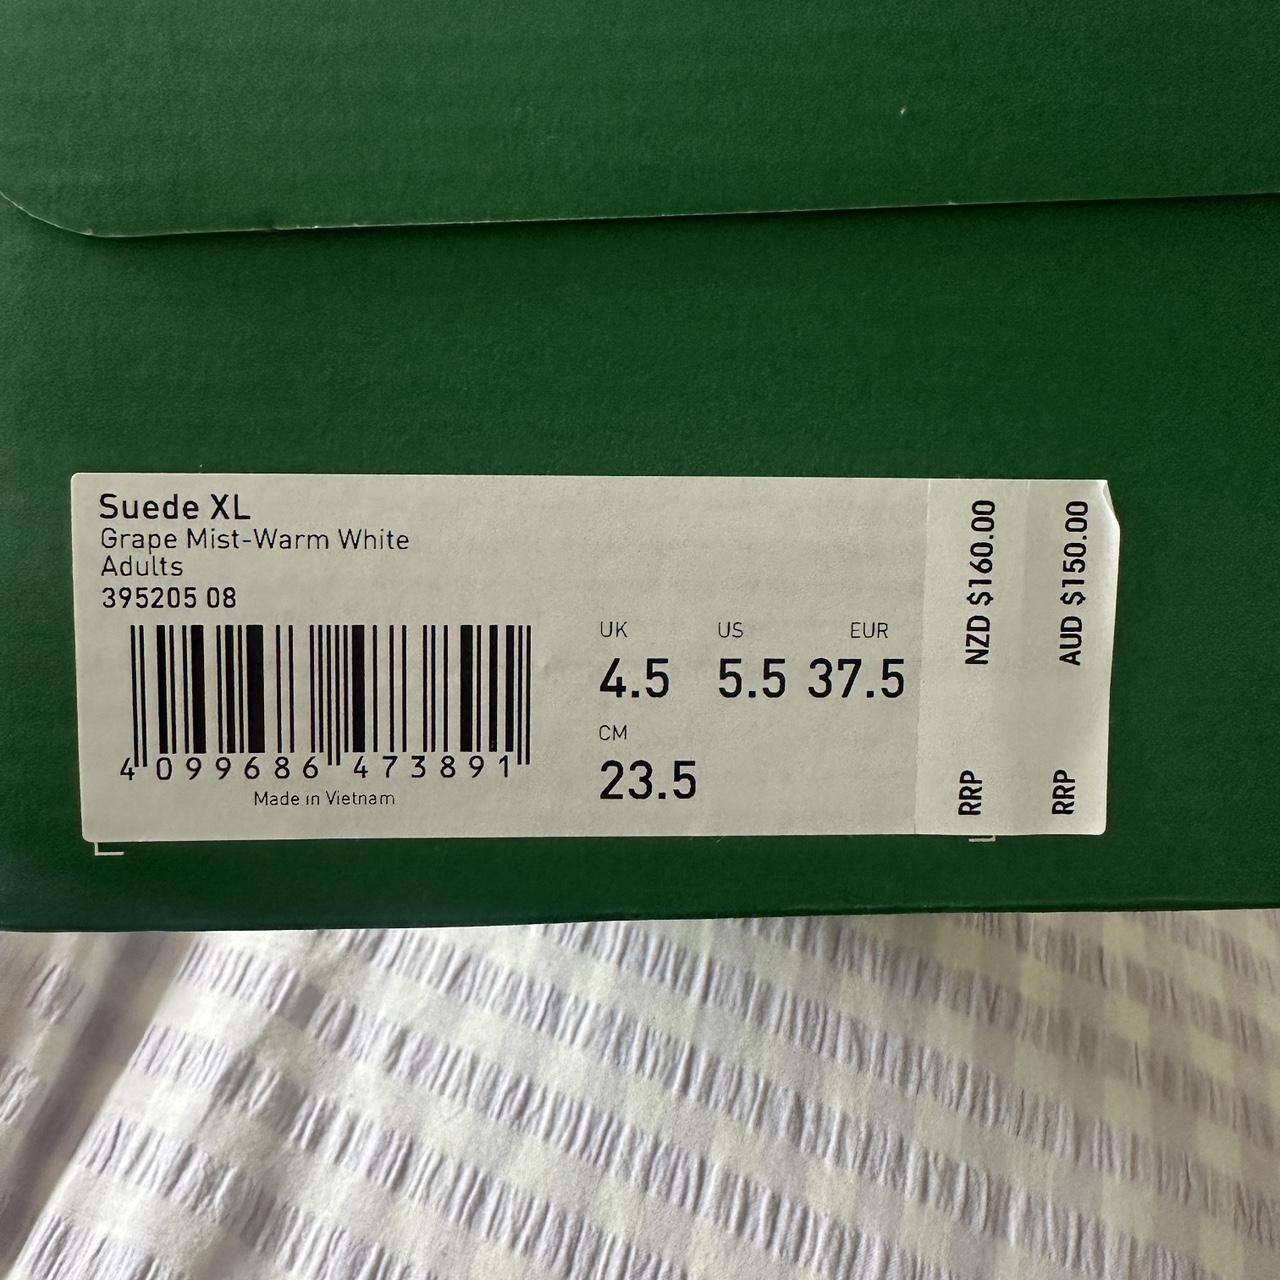 Suede XL
Grape Mist-Warm White
Adults
395205 08
4 099686 473891
Made in Vietnam
UK US EUR
4.5 5.5 37.5
CM
23.5
RRP NZD $160.00
RRP AUD $150.00